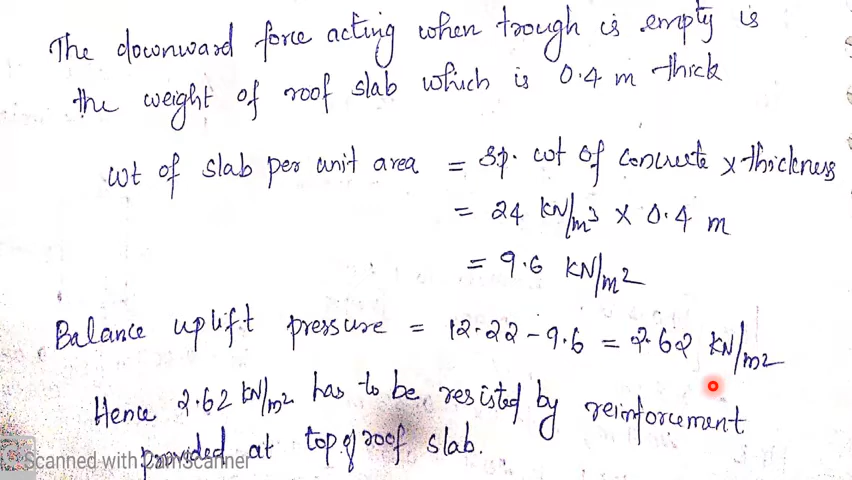 The downward force acting when trough is empty is
the weight of roof slab which is 0.4 m thick
wt of slab per unit area = sp. wt of concrete x thickness
= 24 KN/m3 x 0.4 m
= 9.6 KN/m2
Balance uplift pressure = 12.22 - 9.6 = 2.62 KN/m2
Hence 2.62 KN/m2 has to be resisted by reinforcement
provided at top of roof slab.
Scanned with CamScanner